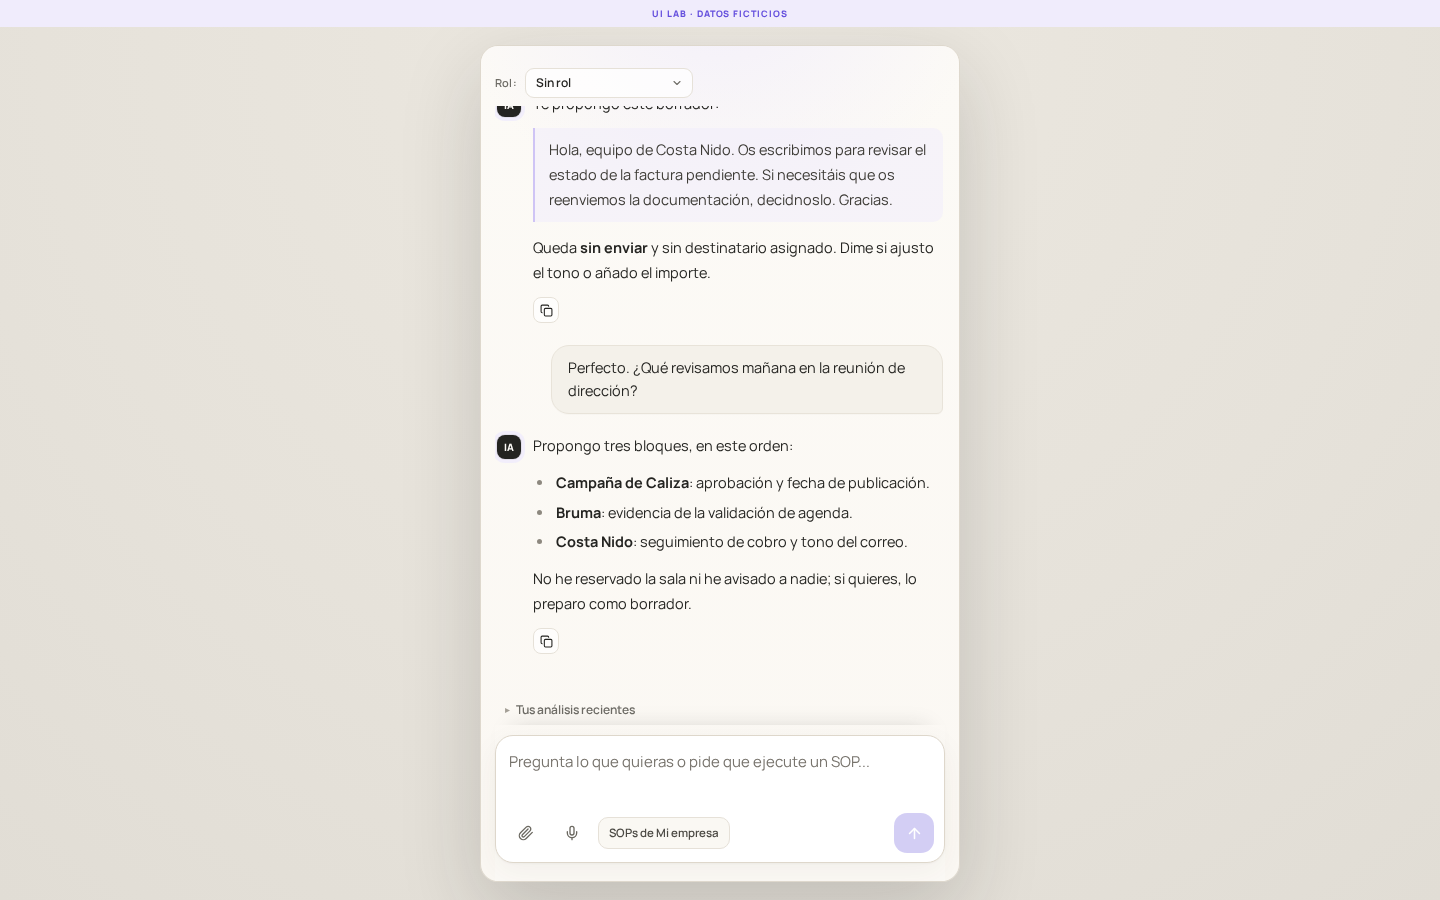 UI LAB · DATOS FICTICIOS
Rol:
Sin rol
IA
Te propongo este borrador:
Hola, equipo de Costa Nido. Os escribimos para revisar el
estado de la factura pendiente. Si necesitáis que os
reenviemos la documentación, decidnoslo. Gracias.
Queda sin enviar y sin destinatario asignado. Dime si ajusto
el tono o añado el importe.
Perfecto. ¿Qué revisamos mañana en la reunión de
dirección?
IA
Propongo tres bloques, en este orden:
• Campaña de Caliza: aprobación y fecha de publicación.
• Bruma: evidencia de la validación de agenda.
• Costa Nido: seguimiento de cobro y tono del correo.
No he reservado la sala ni he avisado a nadie; si quieres, lo
preparo como borrador.
Tus análisis recientes
Pregunta lo que quieras o pide que ejecute un SOP...
SOPs de Mi empresa